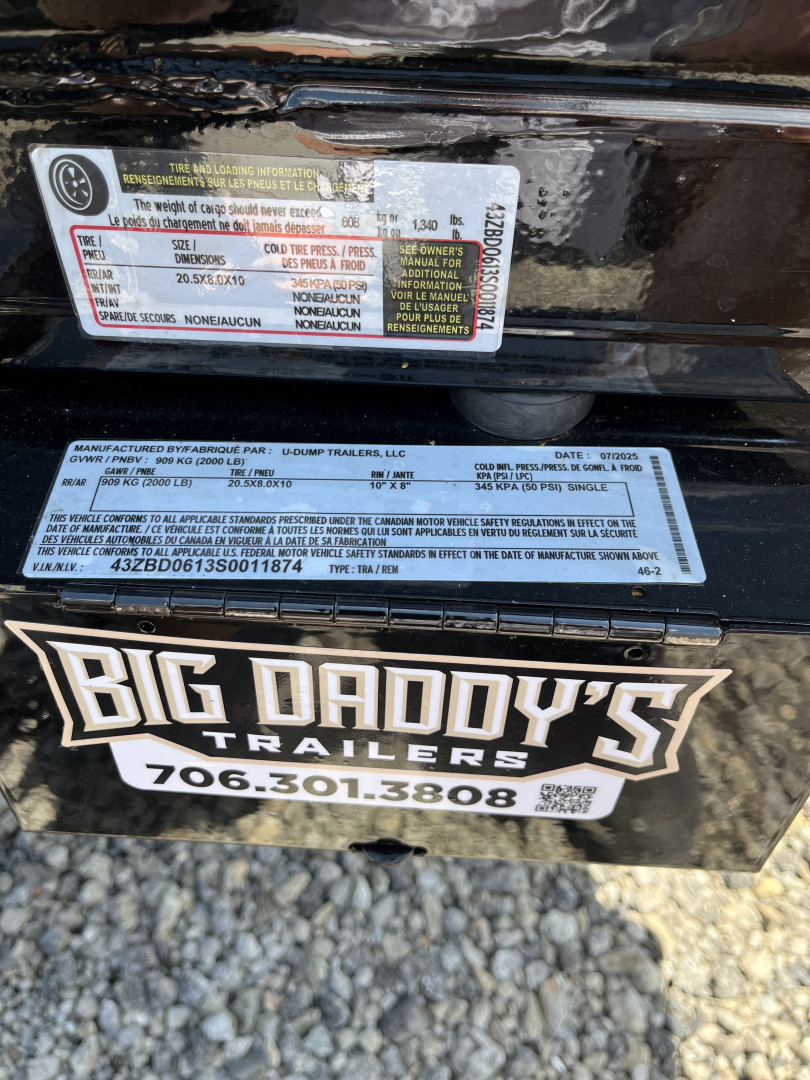 TIRE AND LOADING INFORMATION
RENSEIGNEMENTS SUR LES PNEUS ET LE CHARGEMENT
The weight of cargo should never exceed 608 kg or 1,340 lbs.
Le poids du chargement ne doit jamais dépasser kg ou lb.
TIRE / PNEU SIZE / DIMENSIONS COLD TIRE PRESS. / PRESS. DES PNEUS À FROID
RR/AR 20.5X8.0X10 345 KPA (50 PSI)
INT/INT NONE/AUCUN
FR/AV NONE/AUCUN
SPARE/DE SECOURS NONE/AUCUN NONE/AUCUN
SEE OWNER'S
MANUAL FOR
ADDITIONAL
INFORMATION
VOIR LE MANUEL
DE L'USAGER
POUR PLUS DE
RENSEIGNEMENTS
43ZBD0613S0011874
MANUFACTURED BY/FABRIQUÉ PAR : U-DUMP TRAILERS, LLC DATE : 07/2025
GVWR / PNBV : 909 KG (2000 LB)
GAWR / PNBE TIRE / PNEU RIM / JANTE COLD INFL. PRESS./PRESS. DE GONFL. À FROID KPA (PSI / LPC)
RR/AR 909 KG (2000 LB) 20.5X8.0X10 10" X 8" 345 KPA (50 PSI) SINGLE
THIS VEHICLE CONFORMS TO ALL APPLICABLE STANDARDS PRESCRIBED UNDER THE CANADIAN MOTOR VEHICLE SAFETY REGULATIONS IN EFFECT ON THE
DATE OF MANUFACTURE. / CE VÉHICULE EST CONFORME À TOUTES LES NORMES QUI LUI SONT APPLICABLES EN VERTU DU RÈGLEMENT SUR LA SÉCURITÉ
DES VÉHICULES AUTOMOBILES DU CANADA EN VIGUEUR À LA DATE DE SA FABRICATION
THIS VEHICLE CONFORMS TO ALL APPLICABLE U.S. FEDERAL MOTOR VEHICLE SAFETY STANDARDS IN EFFECT ON THE DATE OF MANUFACTURE SHOWN ABOVE
V.I.N./N.I.V. : 43ZBD0613S0011874 TYPE : TRA / REM 46-2
BIG DADDY'S
TRAILERS
706.301.3808